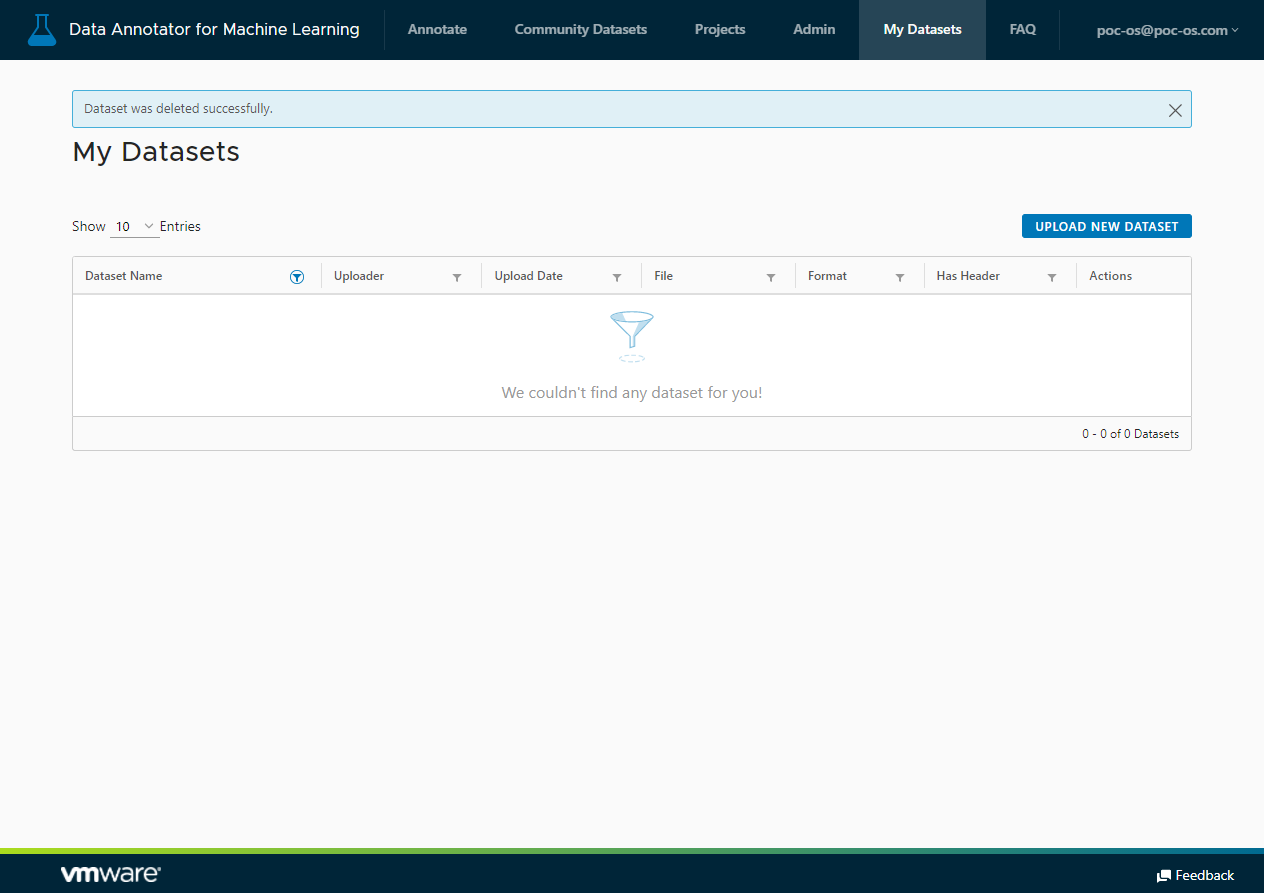 Data Annotator for Machine Learning
Annotate
Community Datasets
Projects
Admin
My Datasets
FAQ
poc-os@poc-os.com
Dataset was deleted successfully.
My Datasets
Show 10 Entries
UPLOAD NEW DATASET
Dataset Name
Uploader
Upload Date
File
Format
Has Header
Actions
We couldn't find any dataset for you!
0 - 0 of 0 Datasets
vmware
Feedback